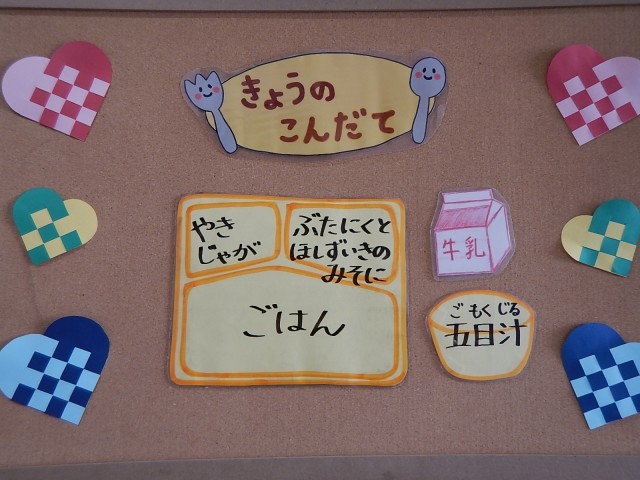 きょうの
こんだて
やき
じゃが
ぶたにくと
ほしずいきの
みそに
ごはん
牛乳
ごもくじる
五目汁